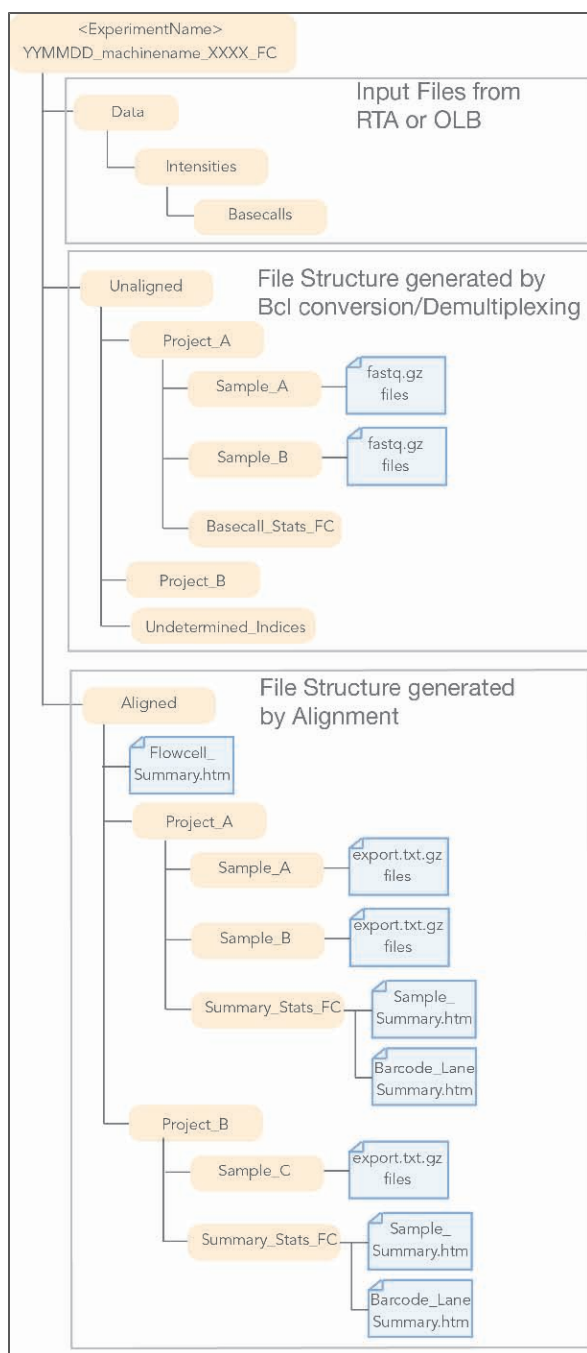 <ExperimentName>
YYMMDD_machinename_XXXX_FC
Input Files from
RTA or OLB
Data
Intensities
Basecalls
File Structure generated by
Bcl conversion/Demultiplexing
Unaligned
Project_A
Sample_A
fastq.gz
files
Sample_B
fastq.gz
files
Basecall_Stats_FC
Project_B
Undetermined_Indices
File Structure generated
by Alignment
Aligned
Flowcell_
Summary.htm
Project_A
Sample_A
export.txt.gz
files
Sample_B
export.txt.gz
files
Summary_Stats_FC
Sample_
Summary.htm
Barcode_Lane
Summary.htm
Project_B
Sample_C
export.txt.gz
files
Summary_Stats_FC
Sample_
Summary.htm
Barcode_Lane
Summary.htm